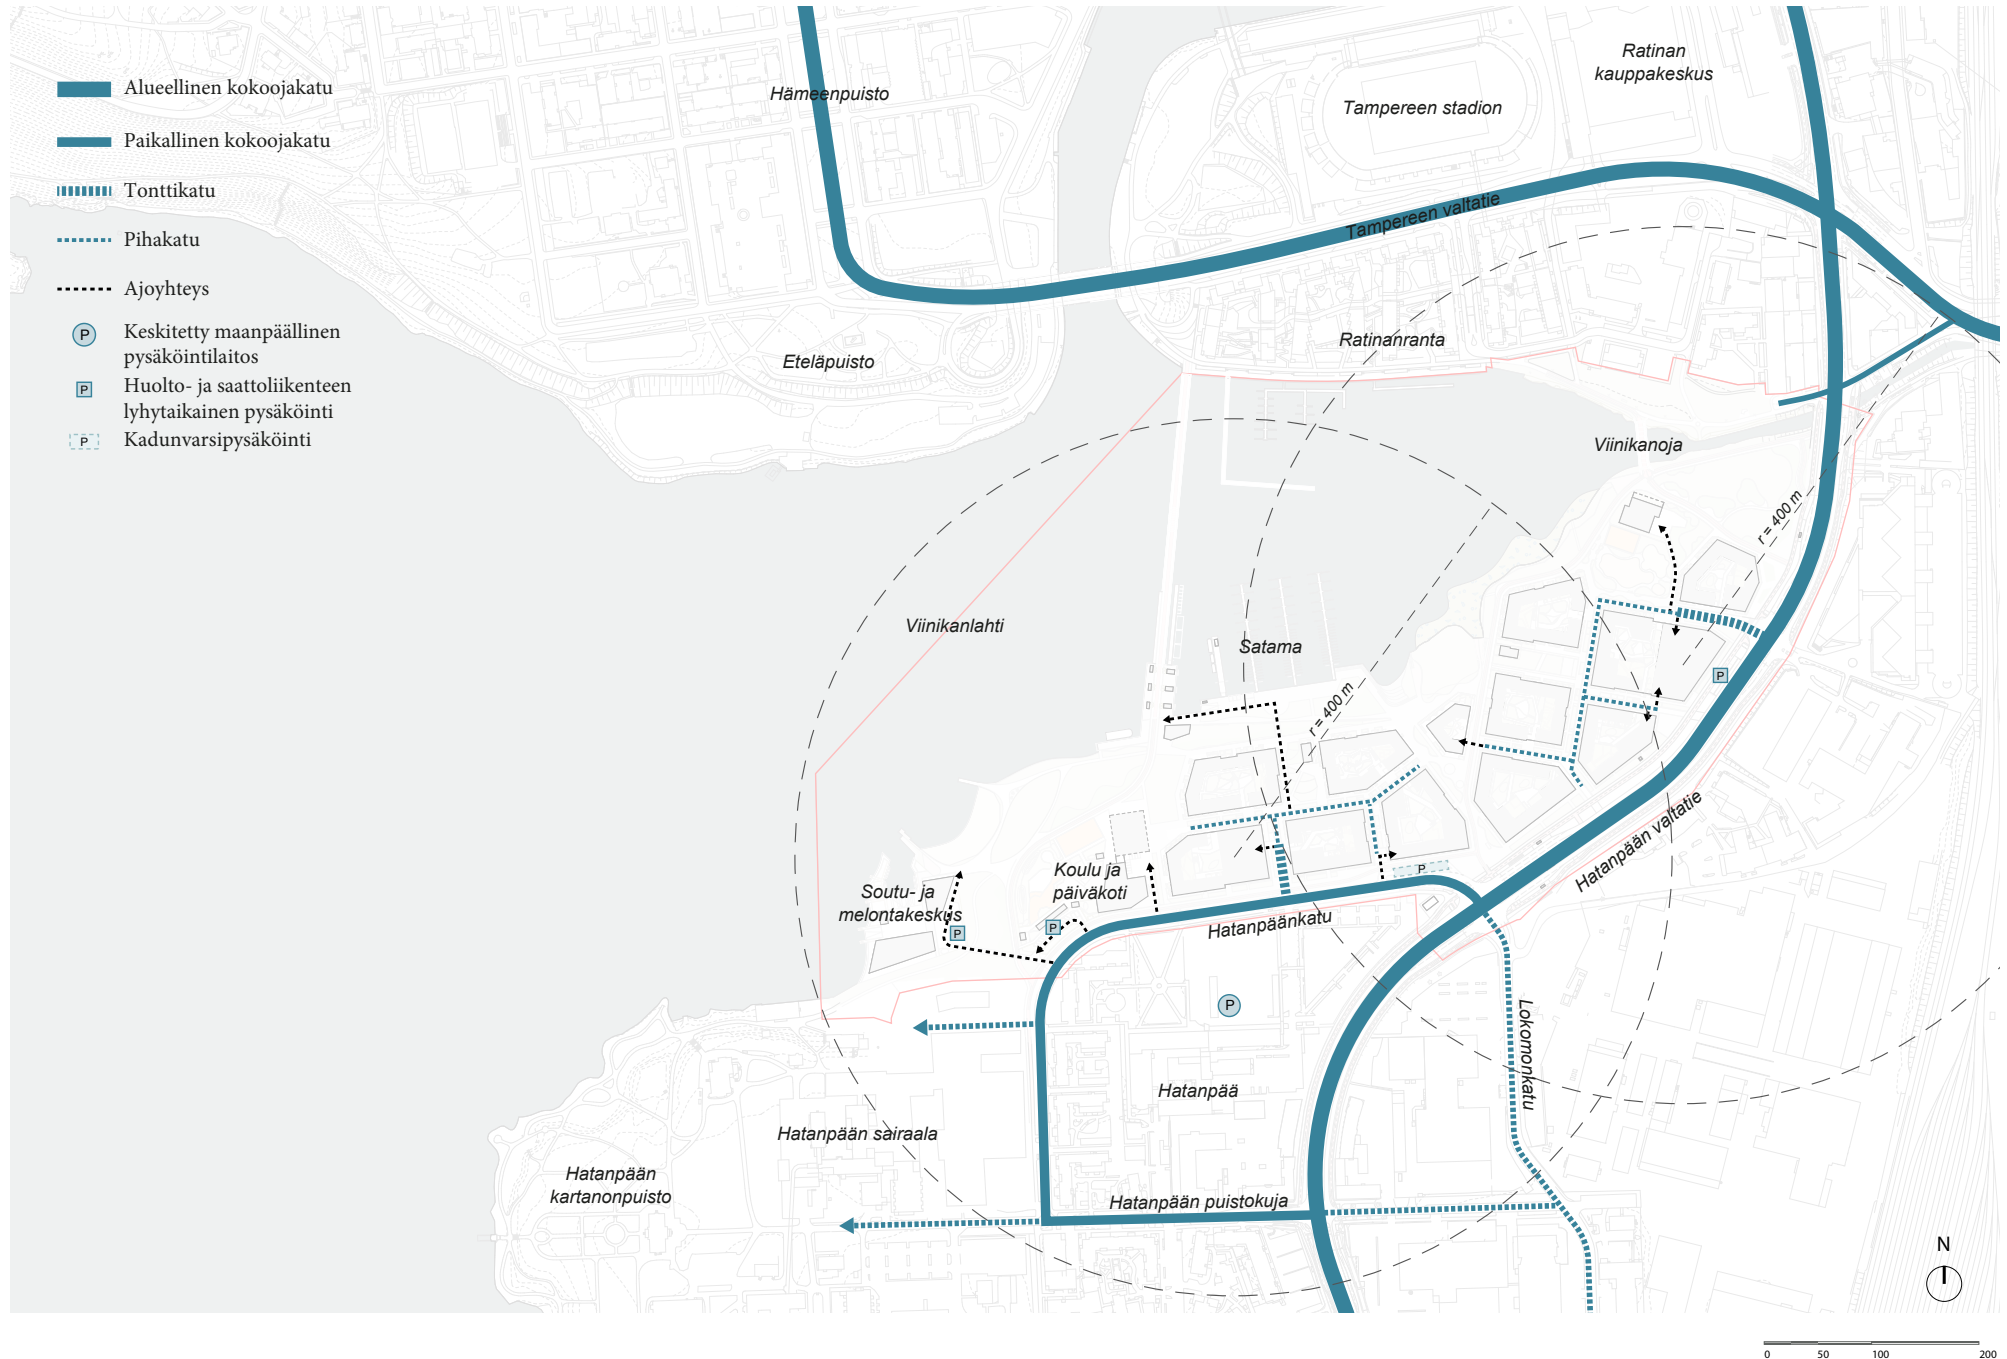 Alueellinen kokoojakatu
Paikallinen kokoojakatu
Tonttikatu
Pihakatu
Ajoyhteys
P
Keskitetty maanpäällinen
pysäköintilaitos
P
Huolto- ja saattoliikenteen
lyhytaikainen pysäköinti
P
Kadunvarsipysäköinti
Hämeenpuisto
Tampereen stadion
Ratinan
kauppakeskus
Tampereen valtatie
Ratinanranta
Eteläpuisto
Viinikanoja
r = 400 m
Viinikanlahti
Satama
r = 400 m
P
Hatanpään valtatie
Koulu ja
päiväkoti
P
Soutu- ja
melontakeskus
P
P
Hatanpäänkatu
P
Lokomonkatu
Hatanpää
Hatanpään sairaala
Hatanpään
kartanonpuisto
Hatanpään puistokuja
N
0 50 100 200